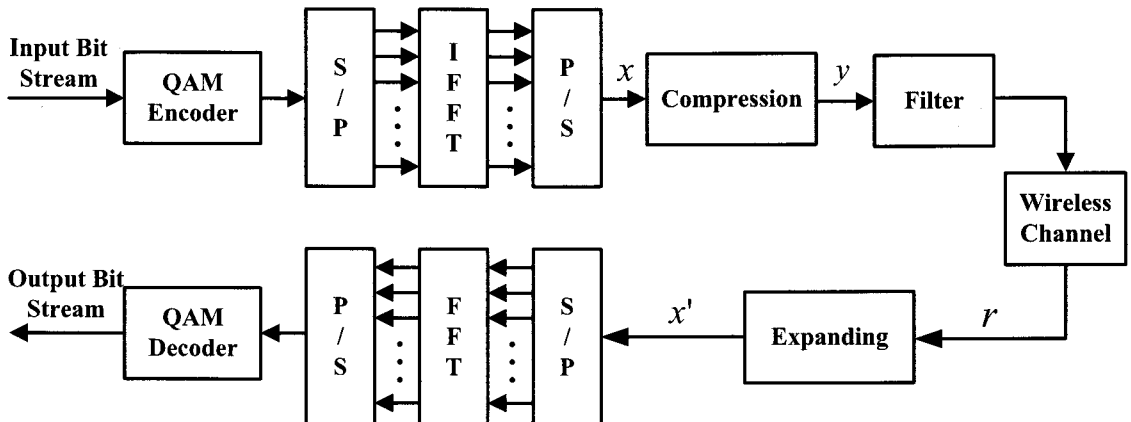 Input Bit
Stream
QAM
Encoder
S
/
P
I
F
F
T
P
/
S
x
Compression
y
Filter
Wireless
Channel
Output Bit
Stream
QAM
Decoder
P
/
S
F
F
T
S
/
P
x'
Expanding
r